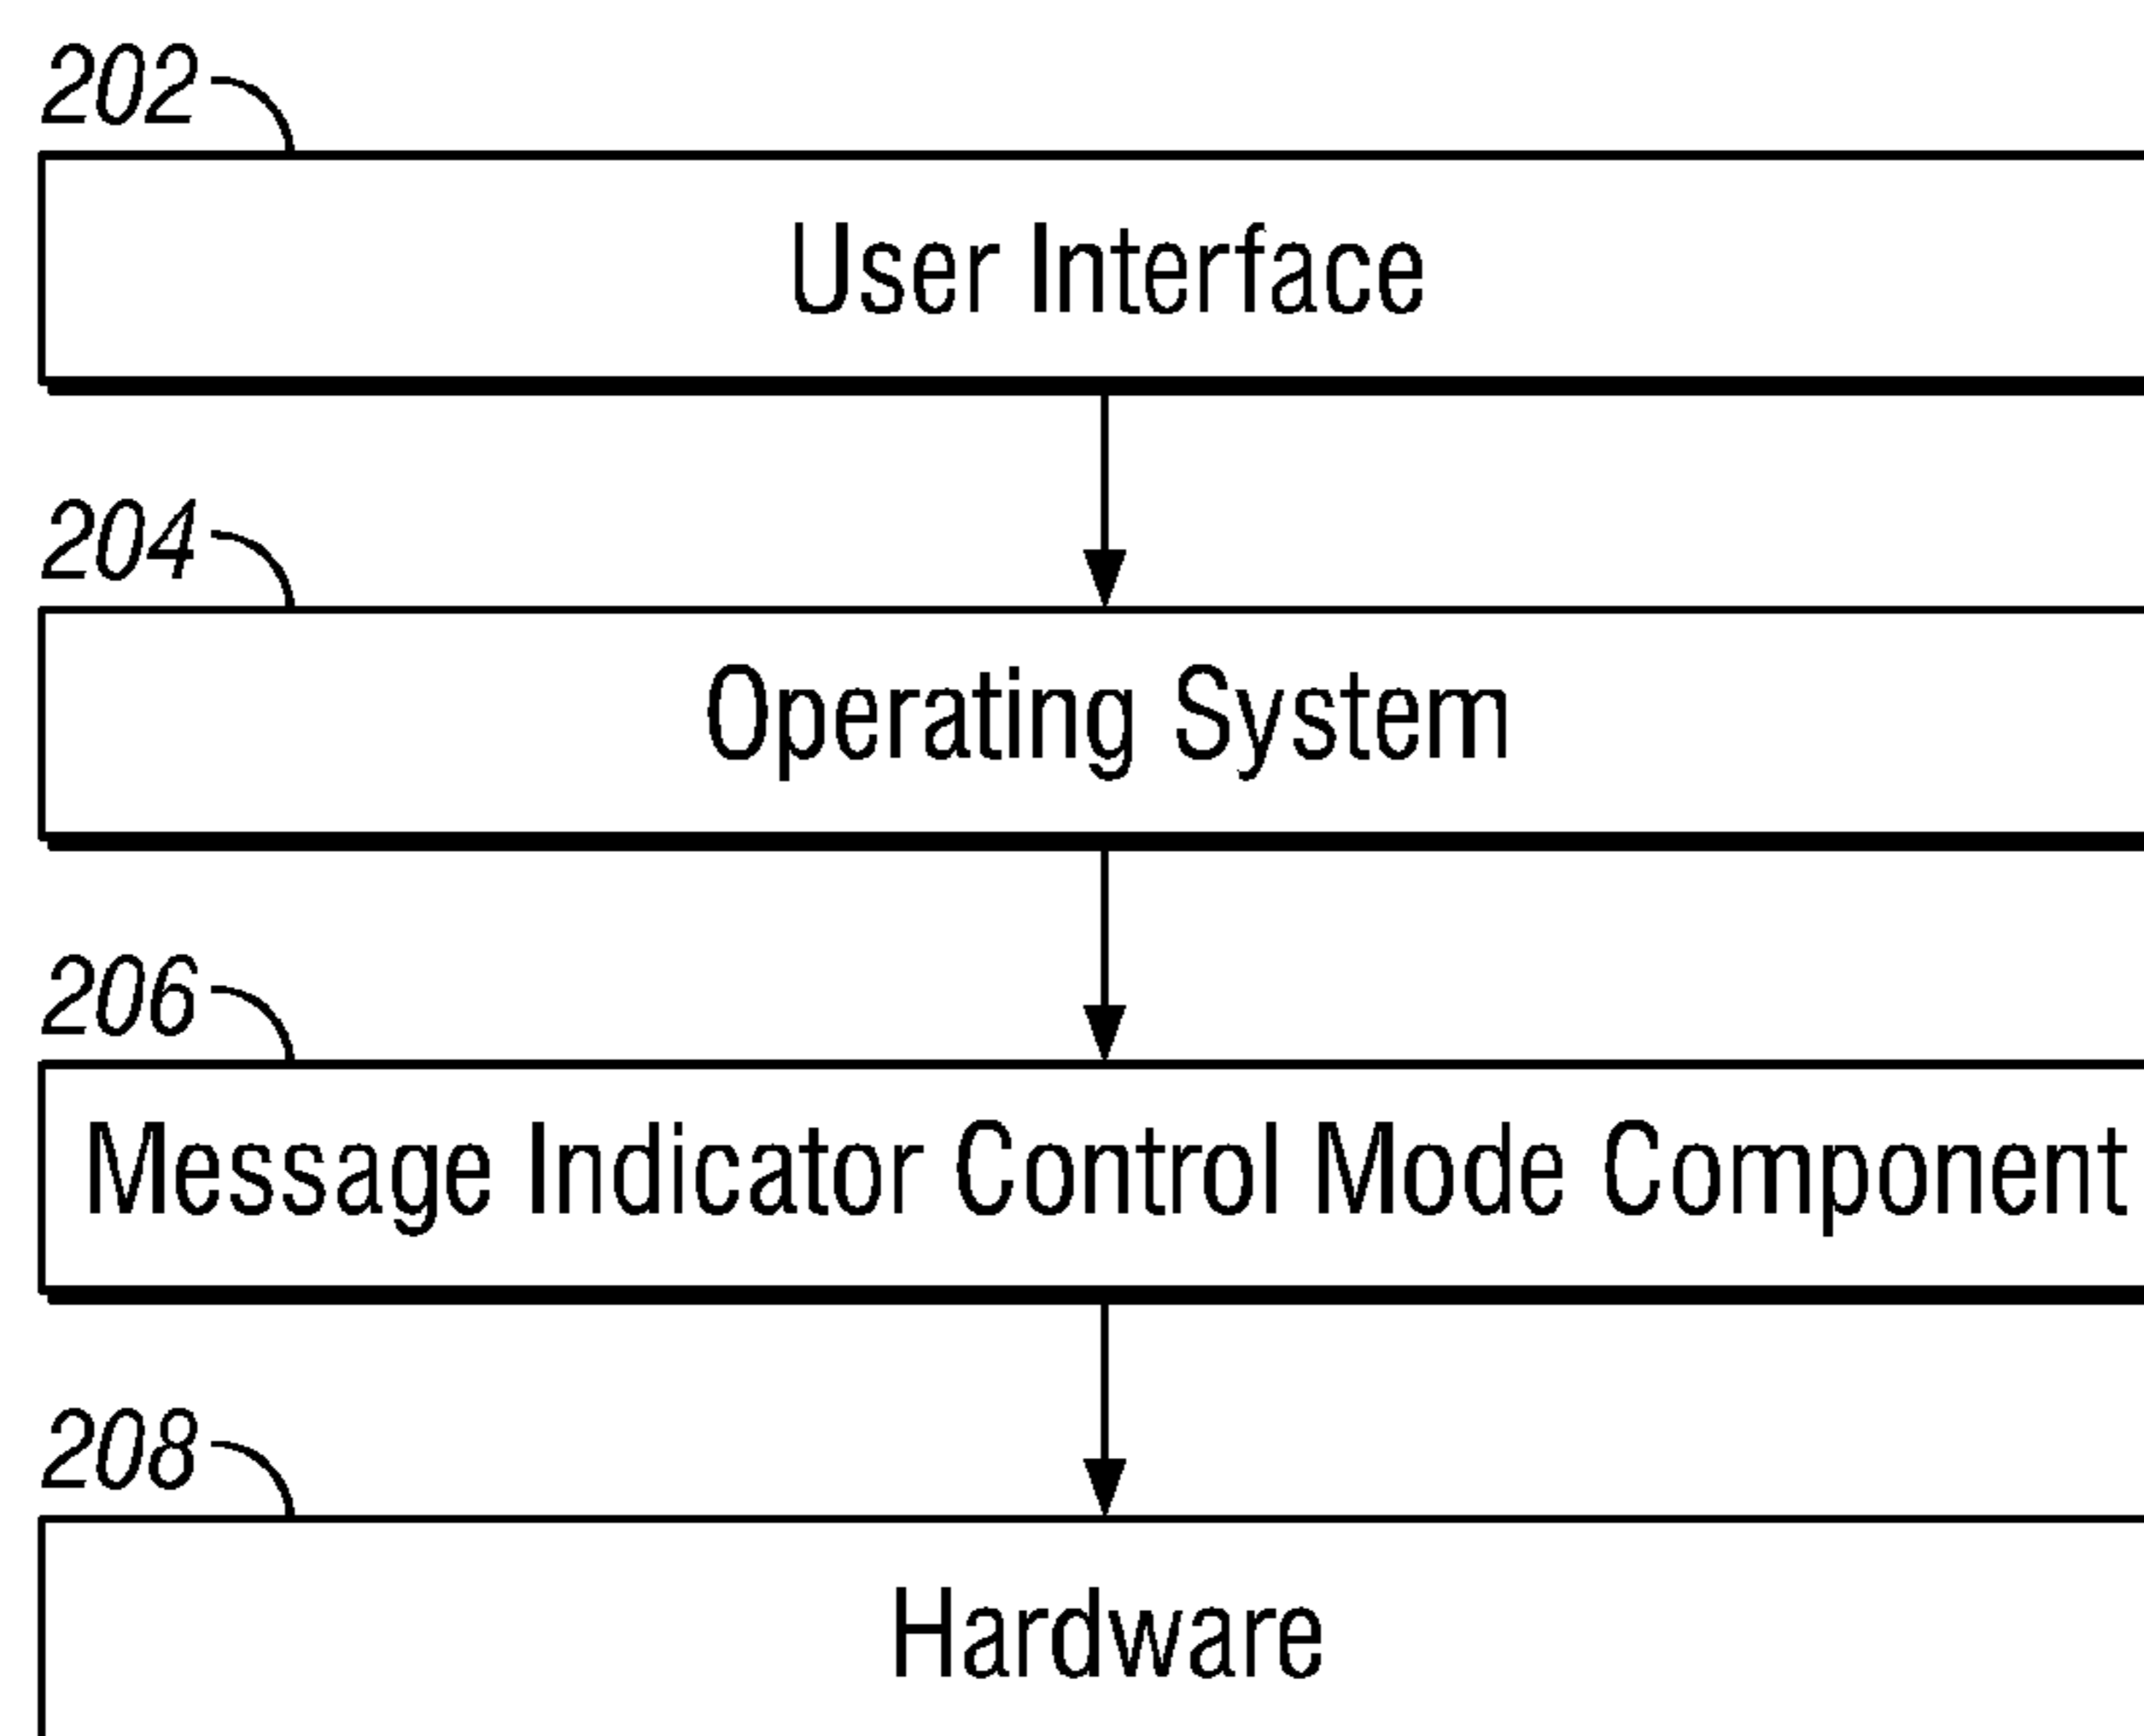 202
User Interface
204
Operating System
206
Message Indicator Control Mode Component
208
Hardware